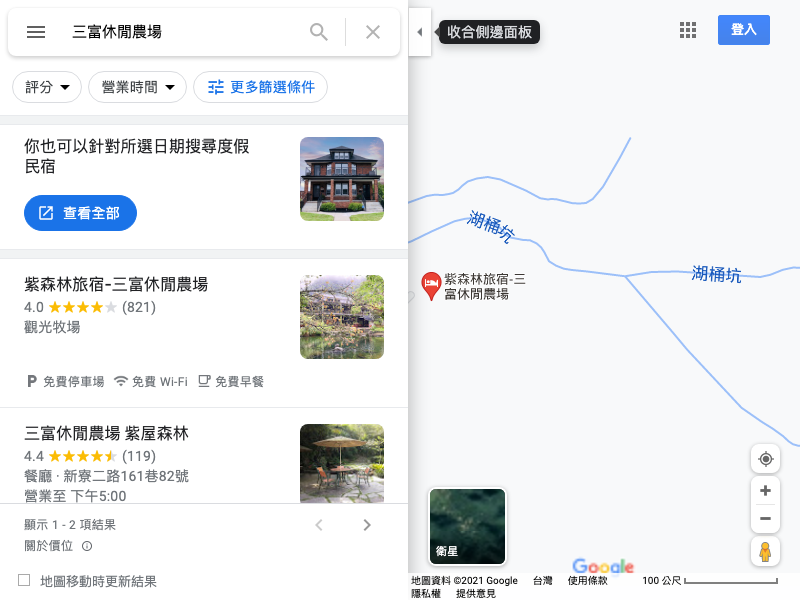 三富休閒農場
收合側邊面板
登入
評分
營業時間
更多篩選條件
你也可以針對所選日期搜尋度假
民宿
查看全部
紫森林旅宿-三富休閒農場
4.0 (821)
觀光牧場
免費停車場 免費 Wi-Fi 免費早餐
三富休閒農場 紫屋森林
4.4 (119)
餐廳 · 新寮二路161巷82號
營業至 下午5:00
顯示 1 - 2 項結果
關於價位
地圖移動時更新結果
湖桶坑
湖桶坑
紫森林旅宿-三
富休閒農場
衛星
Google
地圖資料 ©2021 Google 台灣 使用條款 100 公尺
隱私權 提供意見